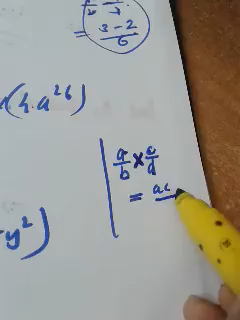 = 3-2/6
(4.a²⁶)
a/b × c/d
y²)
= ac